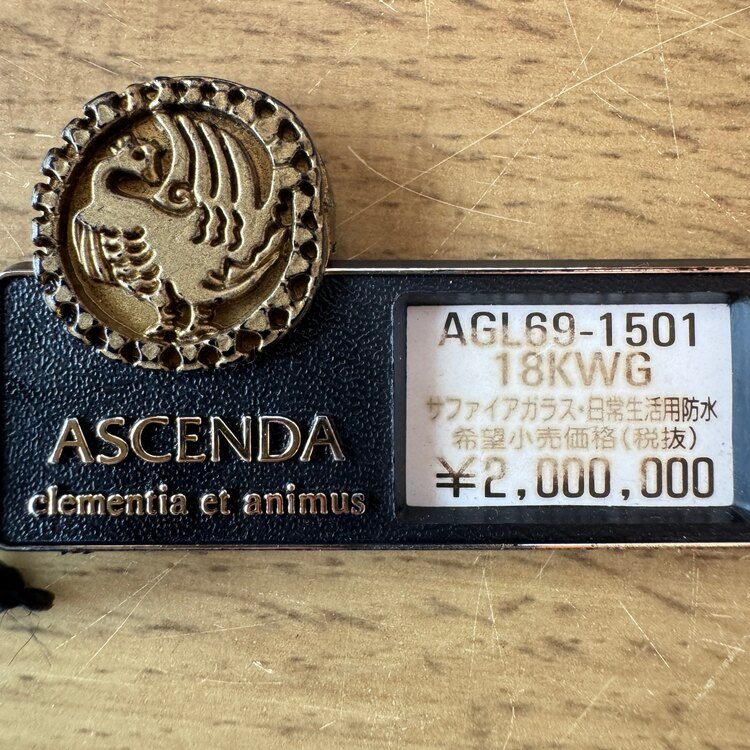 ASCENDA
clementia et animus
AGL69-1501
18KWG
サファイアガラス・日常生活用防水
希望小売価格(税抜)
¥2,000,000